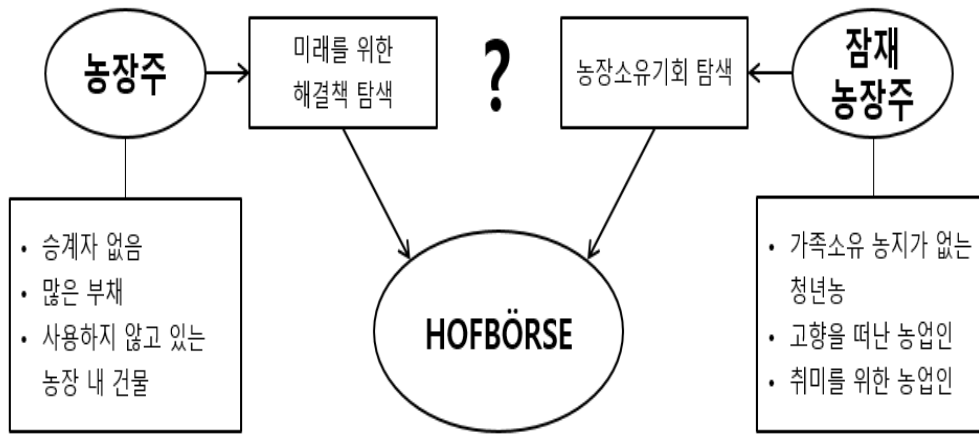 농장주
미래를 위한
해결책 탐색
?
농장소유기회 탐색
잠재
농장주
• 승계자 없음
• 많은 부채
• 사용하지 않고 있는
농장 내 건물
HOFBÖRSE
• 가족소유 농지가 없는
청년농
• 고향을 떠난 농업인
• 취미를 위한 농업인